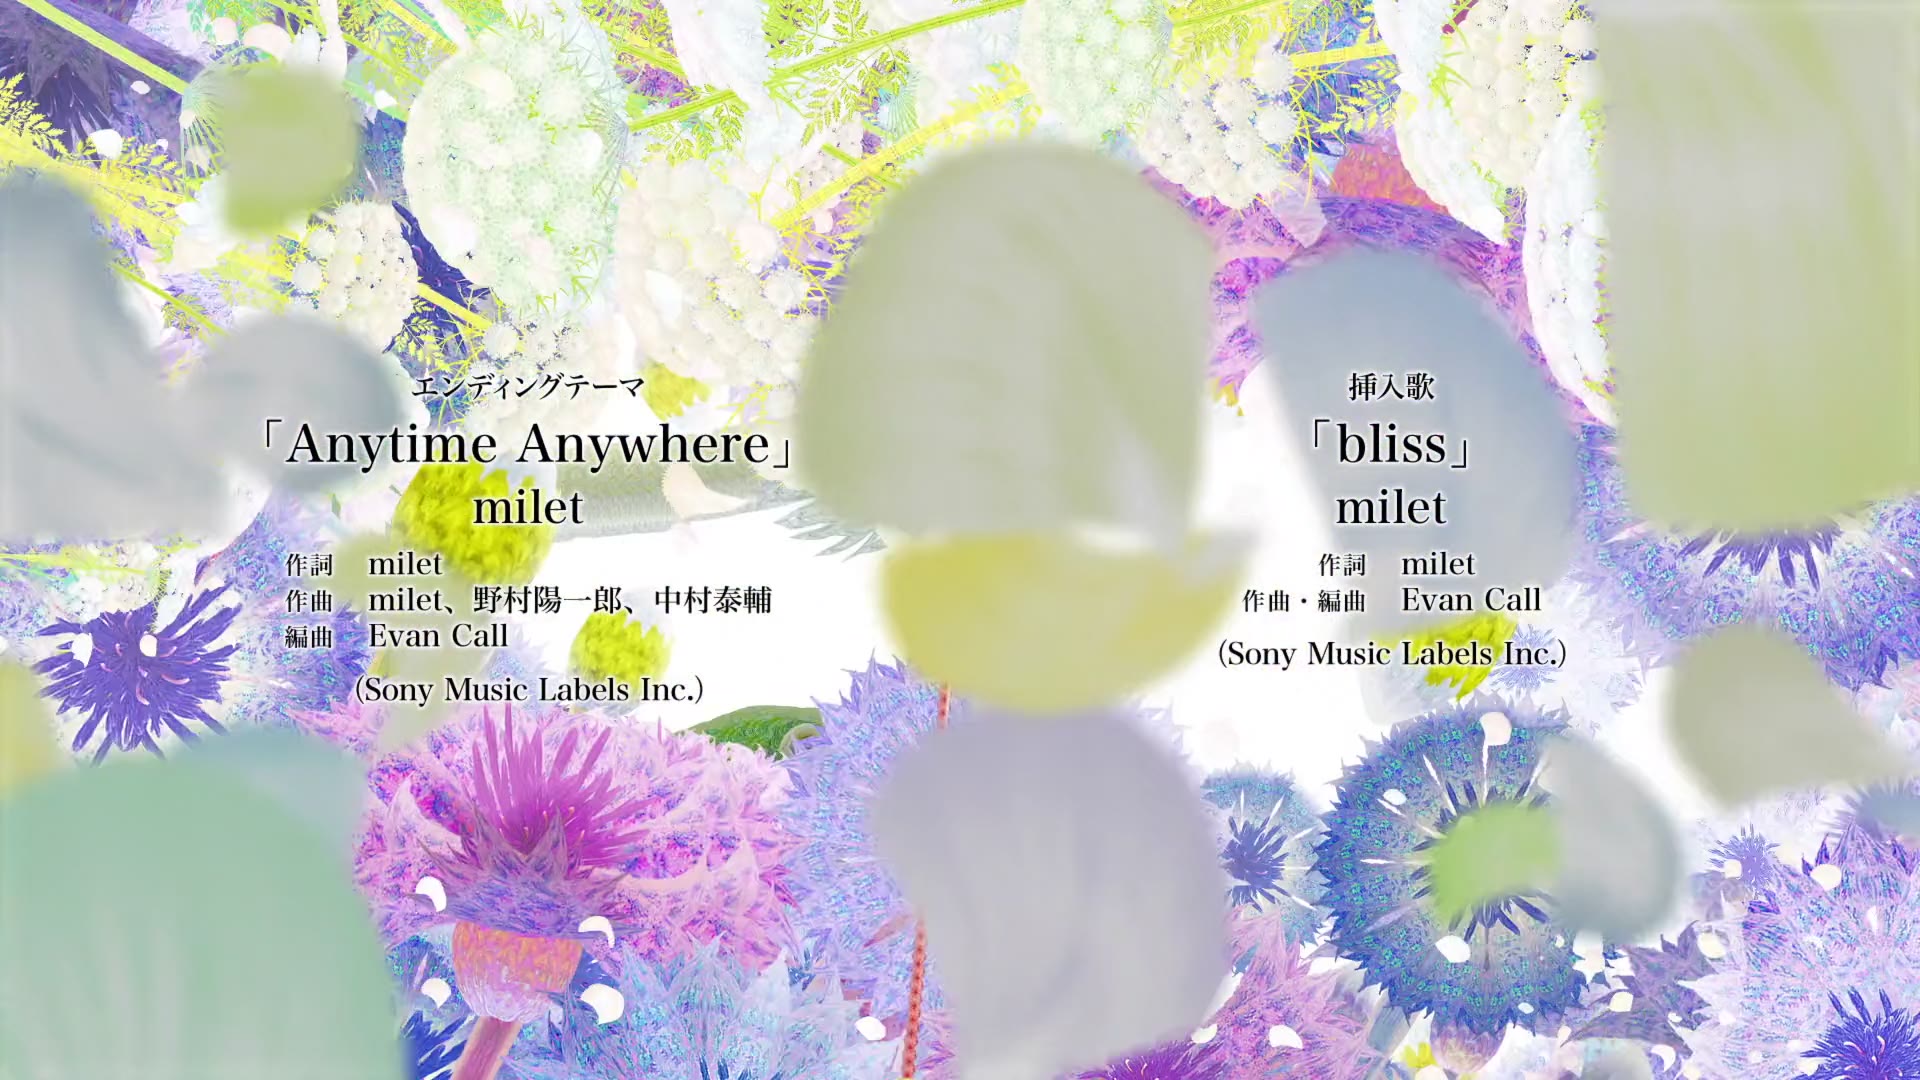 エンディングテーマ
「Anytime Anywhere」
milet
作詞 milet
作曲 milet、野村陽一郎、中村泰輔
編曲 Evan Call
(Sony Music Labels Inc.)
挿入歌
「bliss」
milet
作詞 milet
作曲・編曲 Evan Call
(Sony Music Labels Inc.)